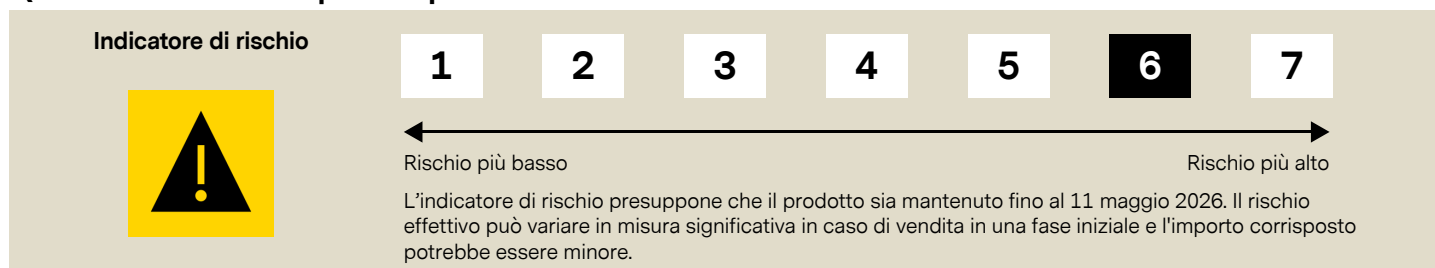 Indicatore di rischio
1 2 3 4 5 6 7
Rischio più basso
Rischio più alto
L'indicatore di rischio presuppone che il prodotto sia mantenuto fino al 11 maggio 2026. Il rischio
effettivo può variare in misura significativa in caso di vendita in una fase iniziale e l'importo corrisposto
potrebbe essere minore.